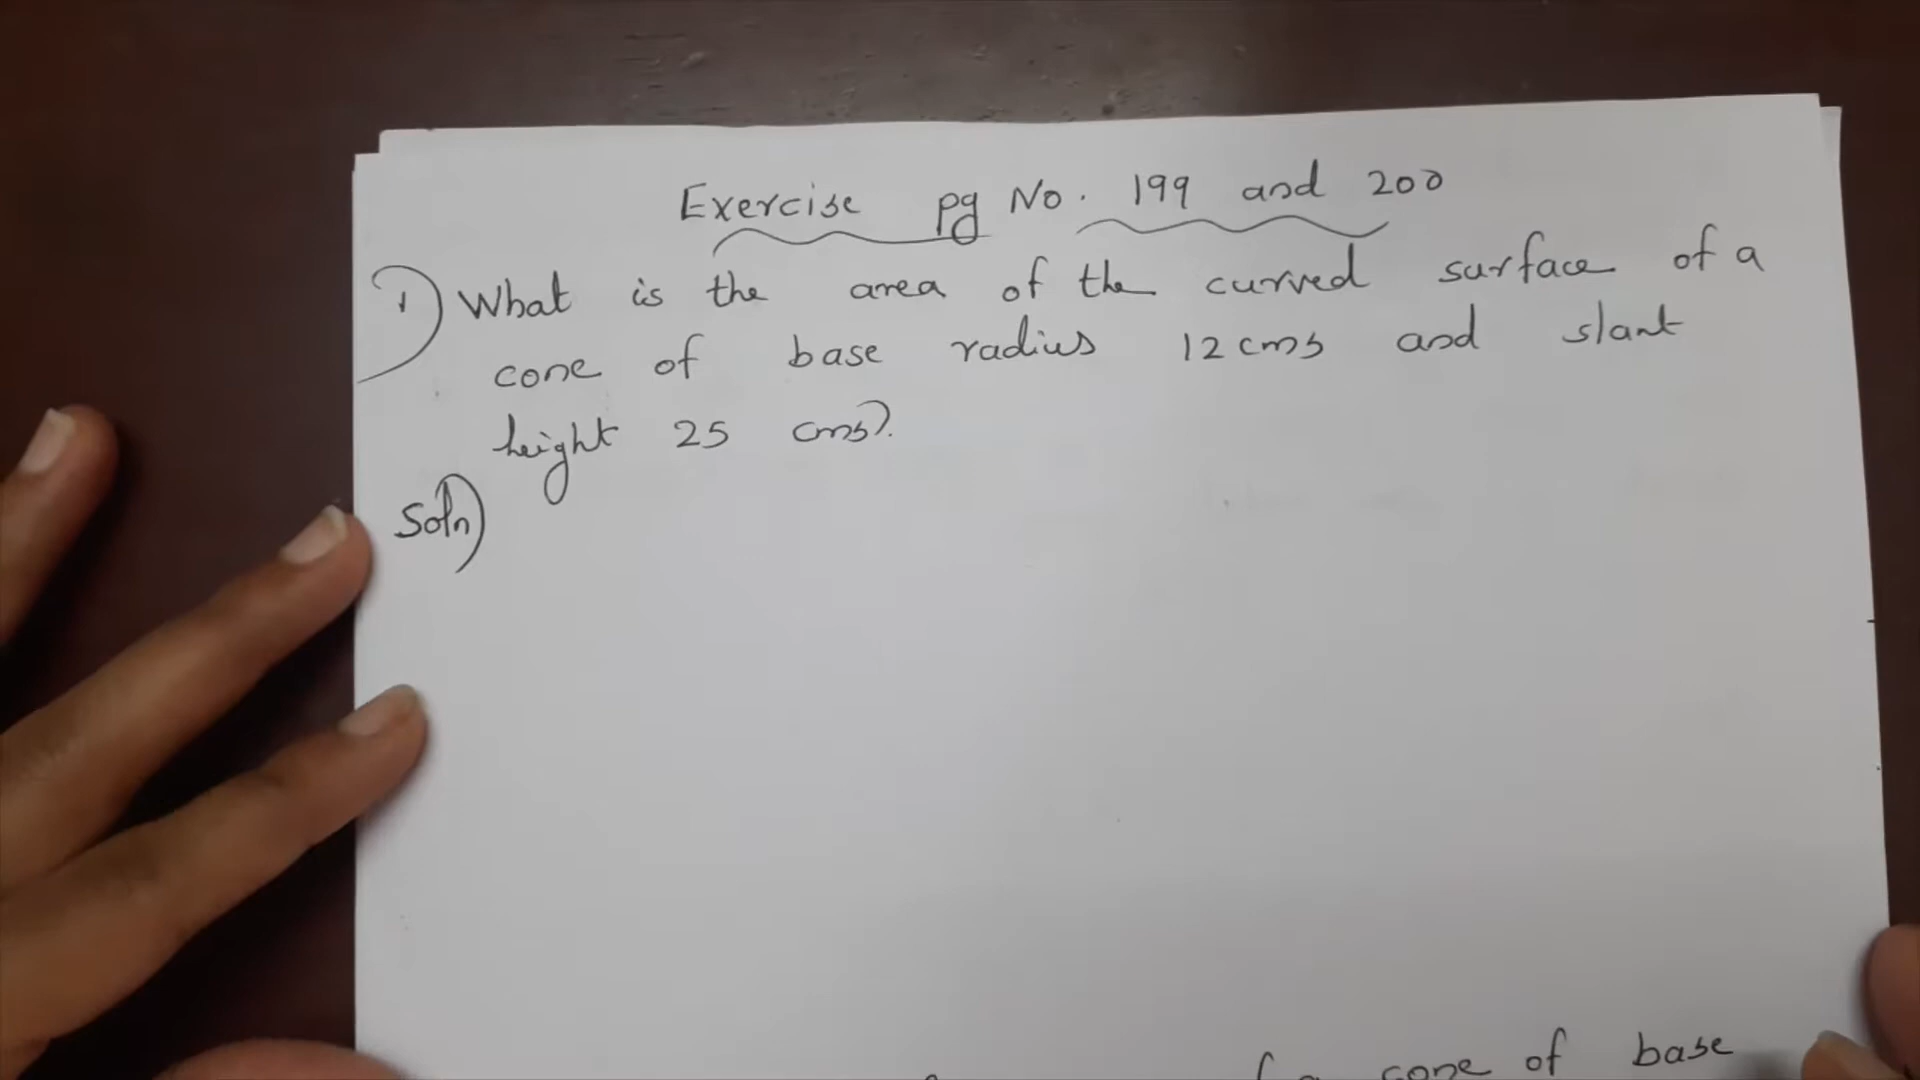 Exercise pg No. 199 and 200
1) What is the area of the curved surface of a
cone of base radius 12 cms and slant
height 25 cms?
Soln)
cone of base